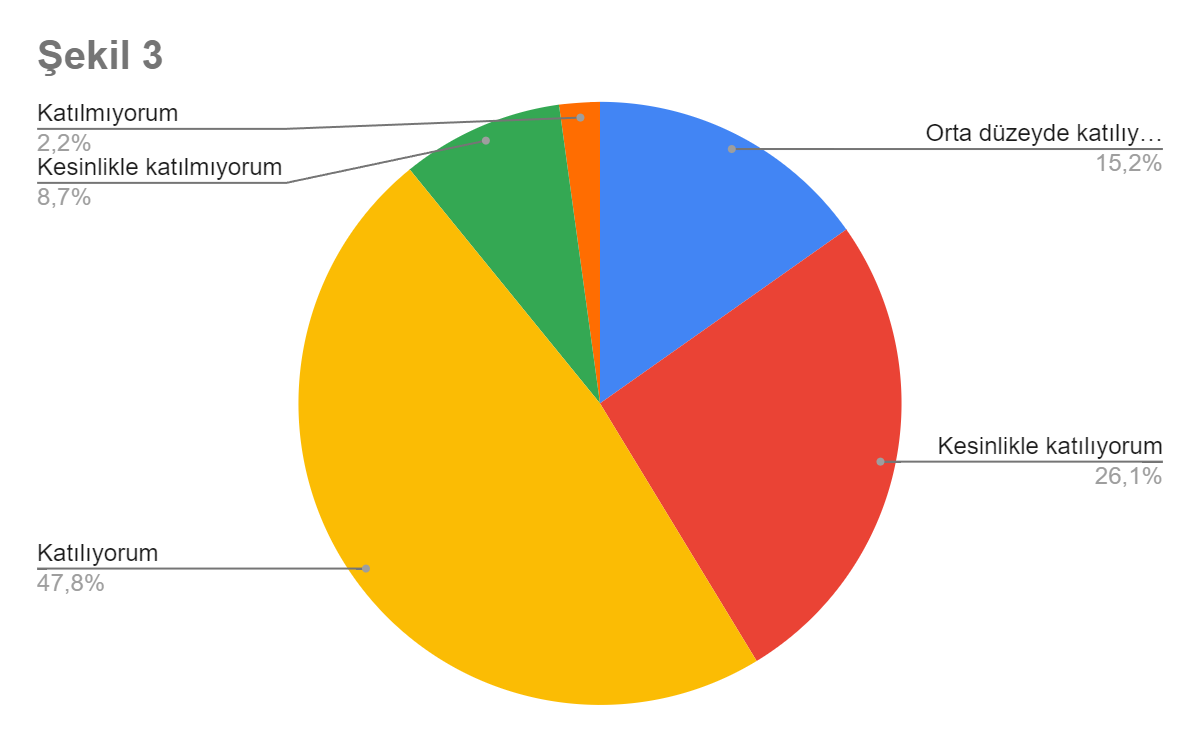 Şekil 3
Katılmıyorum
2,2%
Kesinlikle katılmıyorum
8,7%
Orta düzeyde katılıy…
15,2%
Kesinlikle katılıyorum
26,1%
Katılıyorum
47,8%